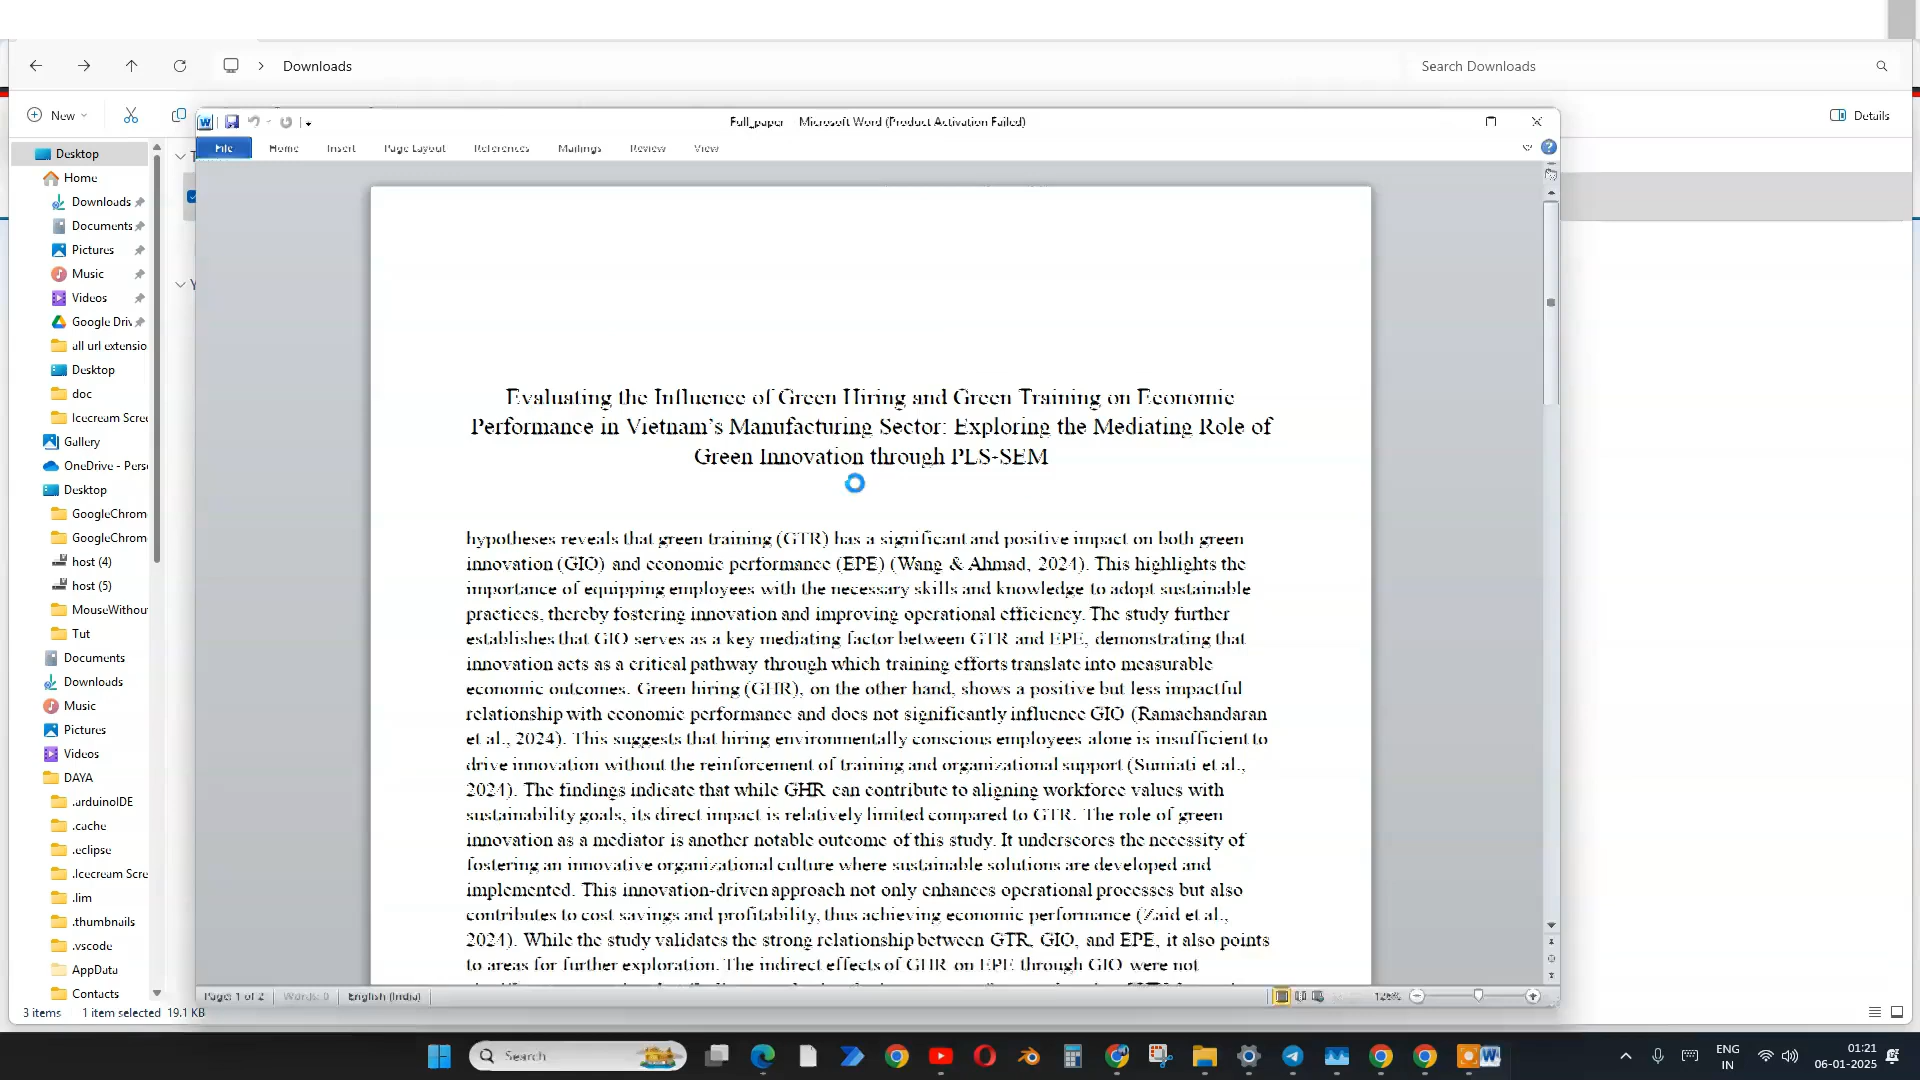 Downloads
Search Downloads
New
Details
Full_paper - Microsoft Word (Product Activation Failed)
File Home Insert Page Layout References Mailings Review View
Desktop
Home
Downloads
Documents
Pictures
Music
Videos
Google Driv
all url extensio
Desktop
doc
Icecream Scree
Gallery
OneDrive - Perso
Desktop
GoogleChrom
GoogleChrom
host (4)
host (5)
MouseWithou
Tut
Documents
Downloads
Music
Pictures
Videos
DAYA
.arduinoIDE
.cache
.eclipse
.Icecream Scre
.lim
.thumbnails
.vscode
AppData
Contacts
Evaluating the Influence of Green Hiring and Green Training on Economic
Performance in Vietnam’s Manufacturing Sector: Exploring the Mediating Role of
Green Innovation through PLS-SEM
hypotheses reveals that green training (GTR) has a significant and positive impact on both green
innovation (GIO) and economic performance (EPE) (Wang & Ahmad, 2024). This highlights the
importance of equipping employees with the necessary skills and knowledge to adopt sustainable
practices, thereby fostering innovation and improving operational efficiency. The study further
establishes that GIO serves as a key mediating factor between GTR and EPE, demonstrating that
innovation acts as a critical pathway through which training efforts translate into measurable
economic outcomes. Green hiring (GHR), on the other hand, shows a positive but less impactful
relationship with economic performance and does not significantly influence GIO (Ramachandaran
et al., 2024). This suggests that hiring environmentally conscious employees alone is insufficient to
drive innovation without the reinforcement of training and organizational support (Sumiati et al.,
2024). The findings indicate that while GHR can contribute to aligning workforce values with
sustainability goals, its direct impact is relatively limited compared to GTR. The role of green
innovation as a mediator is another notable outcome of this study. It underscores the necessity of
fostering an innovative organizational culture where sustainable solutions are developed and
implemented. This innovation-driven approach not only enhances operational processes but also
contributes to cost savings and profitability, thus achieving economic performance (Zaid et al.,
2024). While the study validates the strong relationship between GTR, GIO, and EPE, it also points
to areas for further exploration. The indirect effects of GHR on EPE through GIO were not
Page: 1 of 2 Words: 0 English (India)
3 items 1 item selected 19.1 KB
Search
ENG
IN
01:21
06-01-2025